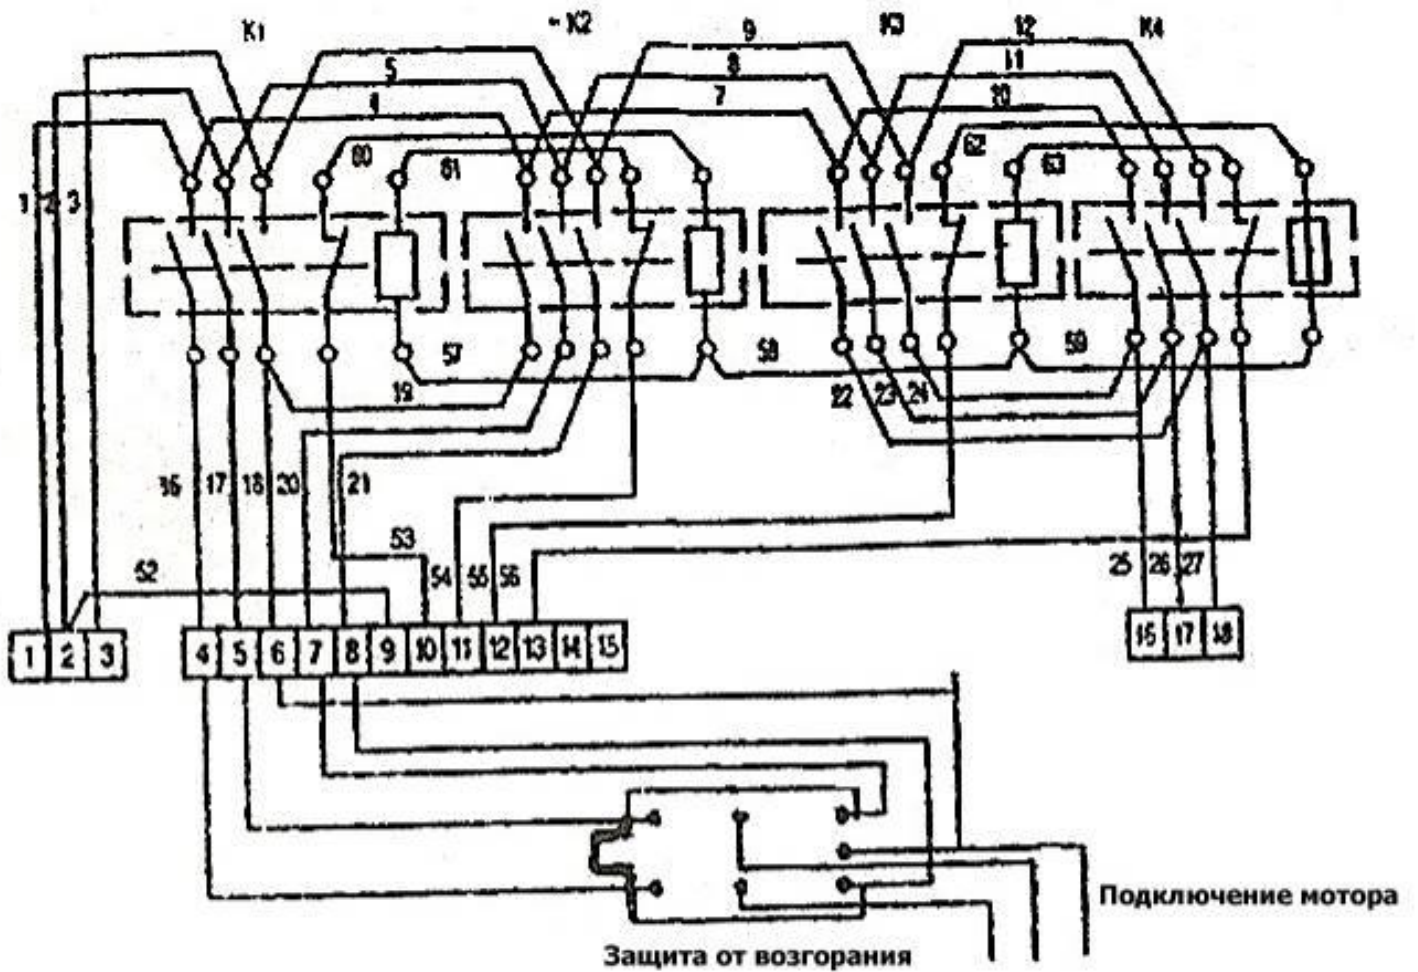 K1 K2 K3 K4
9 12
5 8 11
4 7 10
60 61 62 63
1 2 3
57 58 59
19 22 23 24
16 17 18 20 21
53
52 54 55 56 25 26 27
1 2 3 4 5 6 7 8 9 10 11 12 13 14 15 16 17 18
Подключение мотора
Защита от возгорания